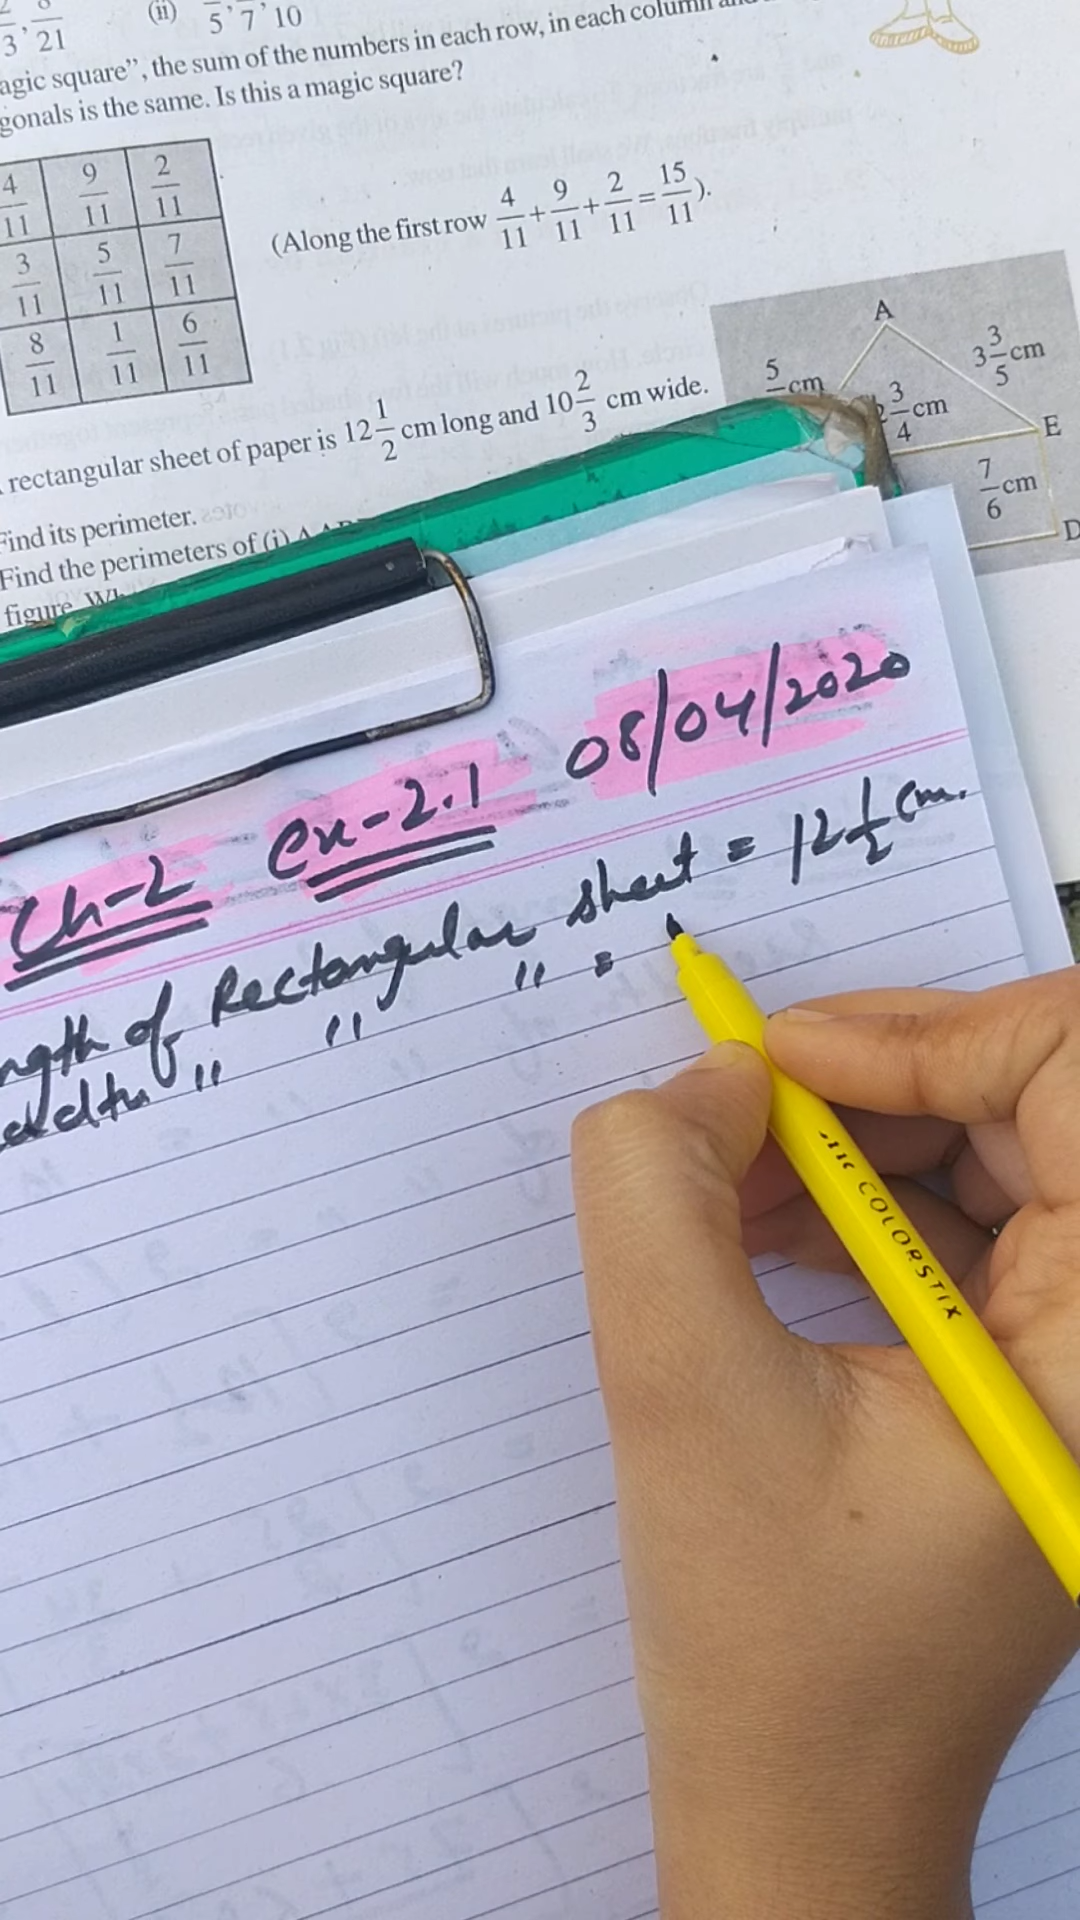 3, 21
(ii) 5, 7, 10
agic square”, the sum of the numbers in each row, in each column
gonals is the same. Is this a magic square?
4/11 9/11 2/11
3/11 5/11 7/11
8/11 1/11 6/11
(Along the first row 4/11 + 9/11 + 2/11 = 15/11).
rectangular sheet of paper is 12 1/2 cm long and 10 2/3 cm wide.
Find its perimeter.
Find the perimeters of (i)
figure.
A
5 cm
3 3/5 cm
3/4 cm
E
7/6 cm
D
Ch-2 ex-2.1 08/04/2020
ngth of Rectangular sheet = 12 1/2 cm.
adth " " " =
COLORSTIX